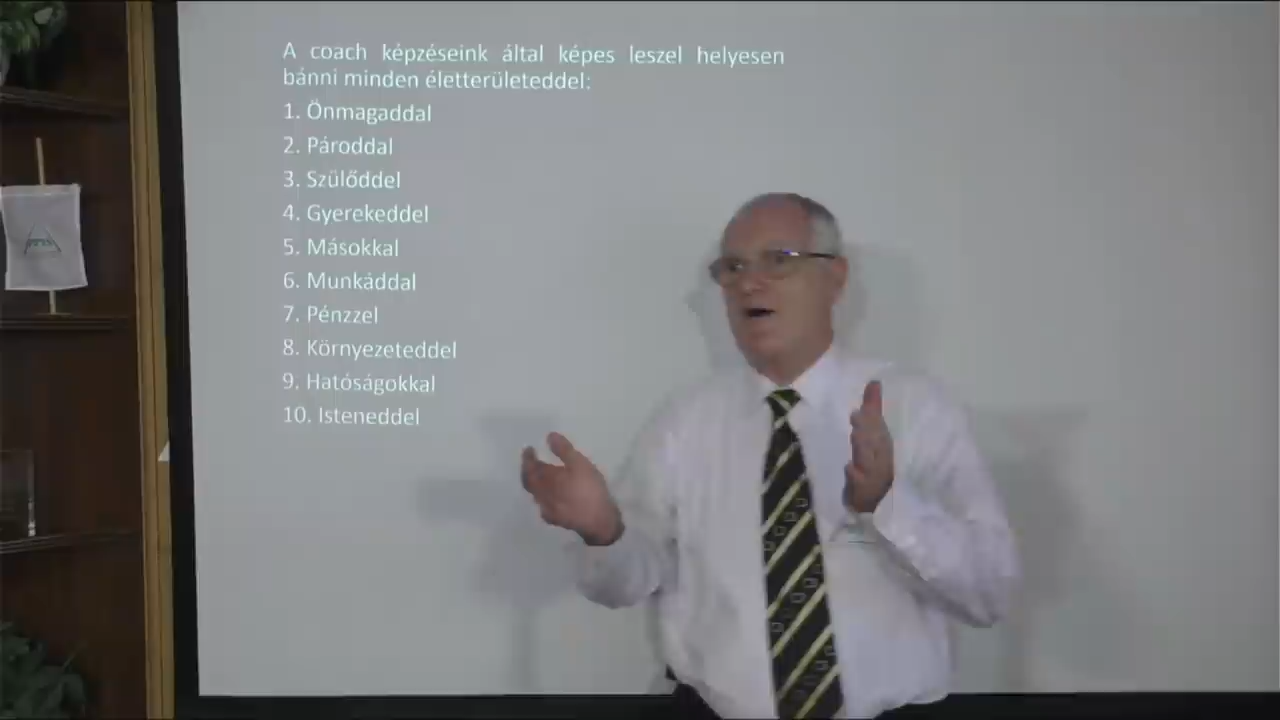 A coach képzéseink által képes leszel helyesen
bánni minden életterületeddel:
1. Önmagaddal
2. Pároddal
3. Szülőddel
4. Gyerekeddel
5. Másokkal
6. Munkáddal
7. Pénzzel
8. Környezeteddel
9. Hatóságokkal
10. Isteneddel